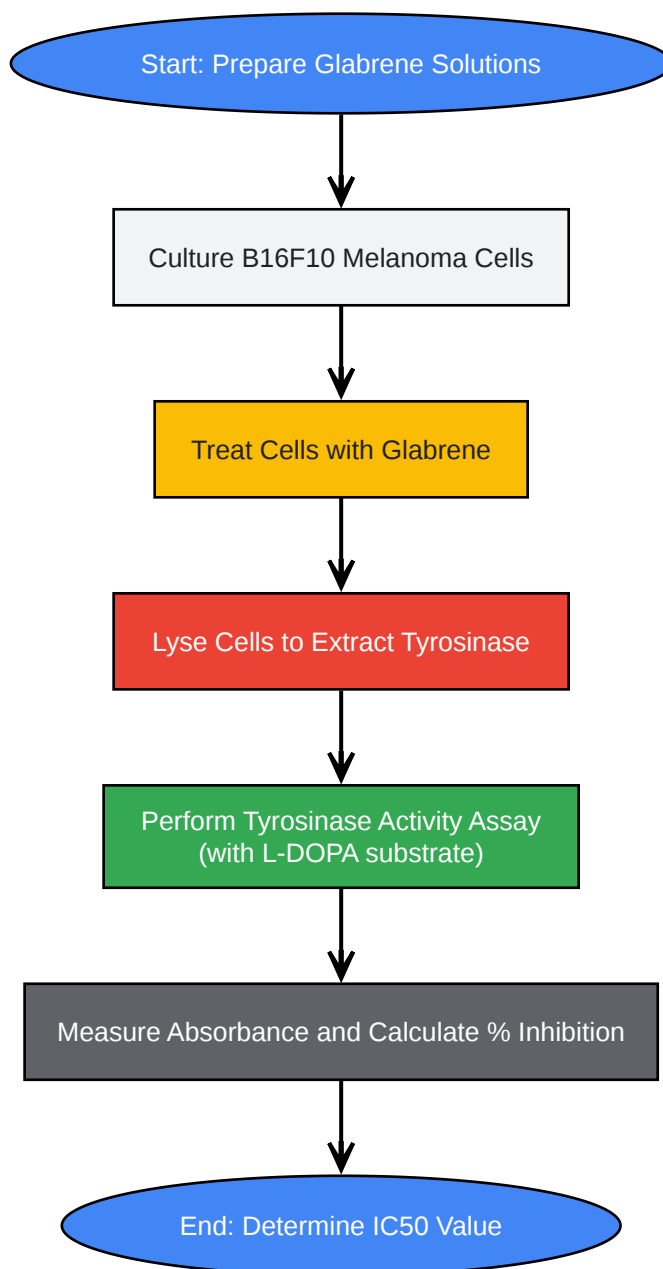 Start: Prepare Glabrene Solutions
Culture B16F10 Melanoma Cells
Treat Cells with Glabrene
Lyse Cells to Extract Tyrosinase
Perform Tyrosinase Activity Assay
(with L-DOPA substrate)
Measure Absorbance and Calculate % Inhibition
End: Determine IC50 Value